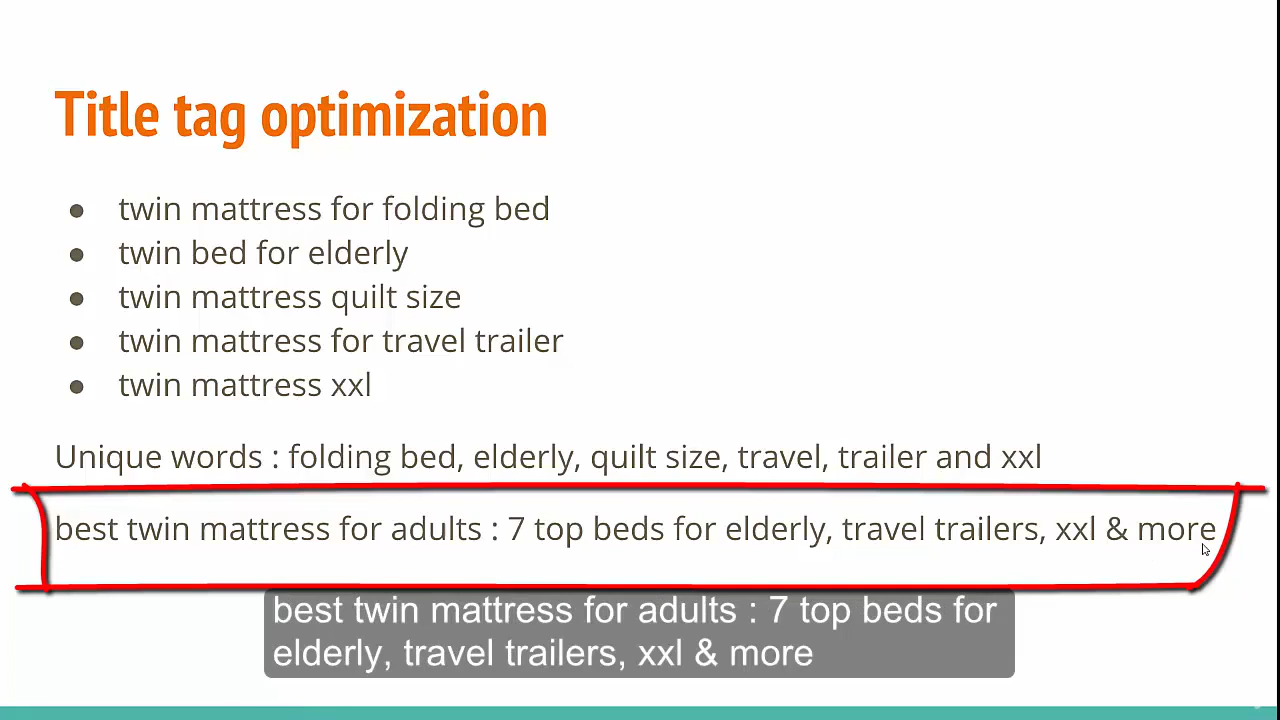 Title tag optimization
● twin mattress for folding bed
● twin bed for elderly
● twin mattress quilt size
● twin mattress for travel trailer
● twin mattress xxl
Unique words : folding bed, elderly, quilt size, travel, trailer and xxl
best twin mattress for adults : 7 top beds for elderly, travel trailers, xxl & more
best twin mattress for adults : 7 top beds for
elderly, travel trailers, xxl & more